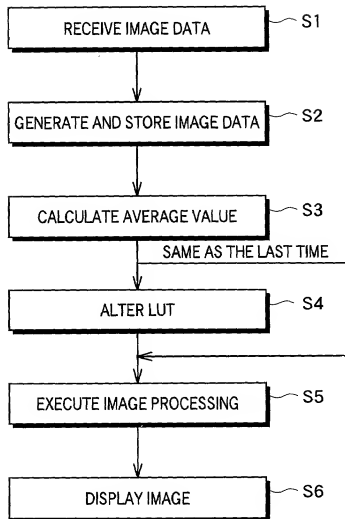 RECEIVE IMAGE DATA
S1
GENERATE AND STORE IMAGE DATA
S2
CALCULATE AVERAGE VALUE
S3
SAME AS THE LAST TIME
ALTER LUT
S4
EXECUTE IMAGE PROCESSING
S5
DISPLAY IMAGE
S6